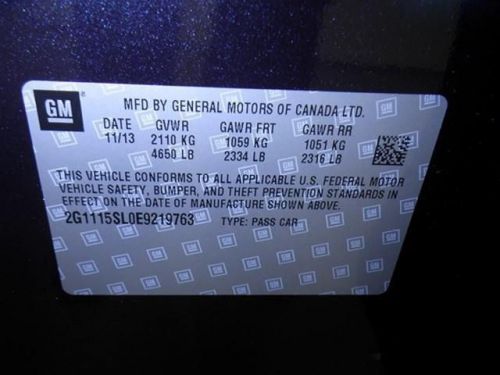 GM
MFD BY GENERAL MOTORS OF CANADA LTD.
DATE GVWR GAWR FRT GAWR RR
11/13 2110 KG 1059 KG 1051 KG
4650 LB 2334 LB 2316 LB
THIS VEHICLE CONFORMS TO ALL APPLICABLE U.S. FEDERAL MOTOR
VEHICLE SAFETY, BUMPER, AND THEFT PREVENTION STANDARDS IN
EFFECT ON THE DATE OF MANUFACTURE SHOWN ABOVE.
2G1115SL0E9219763 TYPE: PASS CAR